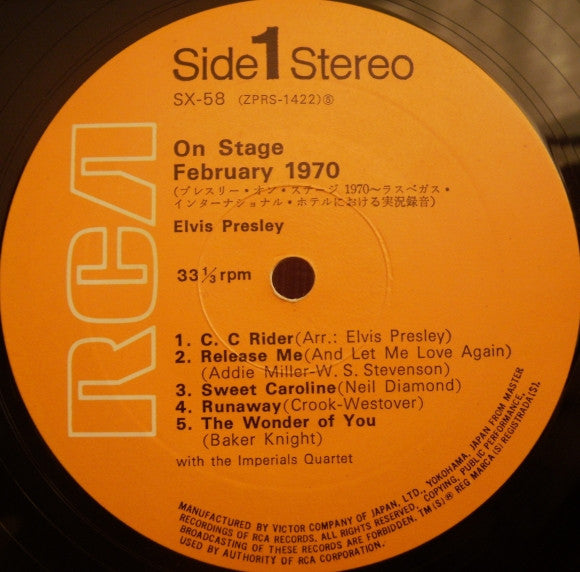 Side 1 Stereo
SX-58 (ZPRS-1422)Ⓢ
On Stage
February 1970
(プレスリー・オン・ステージ 1970〜ラスベガス・
インターナショナル・ホテルにおける実況録音)
Elvis Presley
33⅓ rpm
RCA
1. C. C Rider(Arr.: Elvis Presley)
2. Release Me(And Let Me Love Again)
(Addie Miller-W. S. Stevenson)
3. Sweet Caroline(Neil Diamond)
4. Runaway(Crook-Westover)
5. The Wonder of You
(Baker Knight)
with the Imperials Quartet
MANUFACTURED BY VICTOR COMPANY OF JAPAN, LTD., YOKOHAMA, JAPAN FROM MASTER
RECORDINGS OF RCA RECORDS. ALL RIGHTS RESERVED. COPYING, PUBLIC PERFORMANCE,
BROADCASTING OF THESE RECORDS ARE FORBIDDEN. TM(S)® REG MARCA(S) REGISTRADA(S).
USED BY AUTHORITY OF RCA CORPORATION.